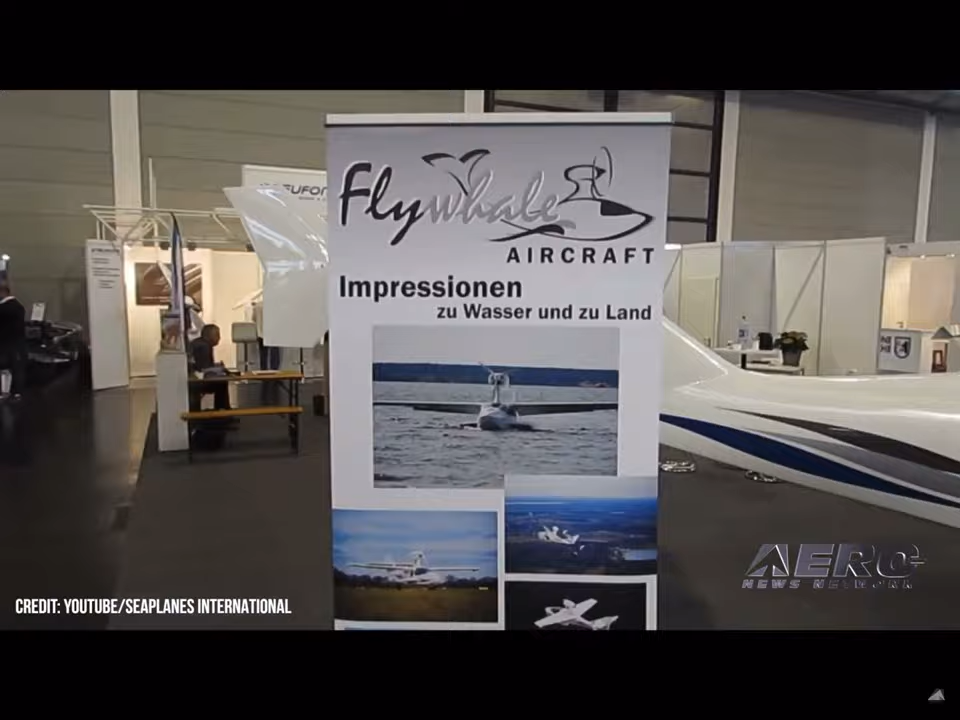 Flywhale
AIRCRAFT
Impressionen
zu Wasser und zu Land
CREDIT: YOUTUBE/SEAPLANES INTERNATIONAL
AERO
NEWS NETWORK